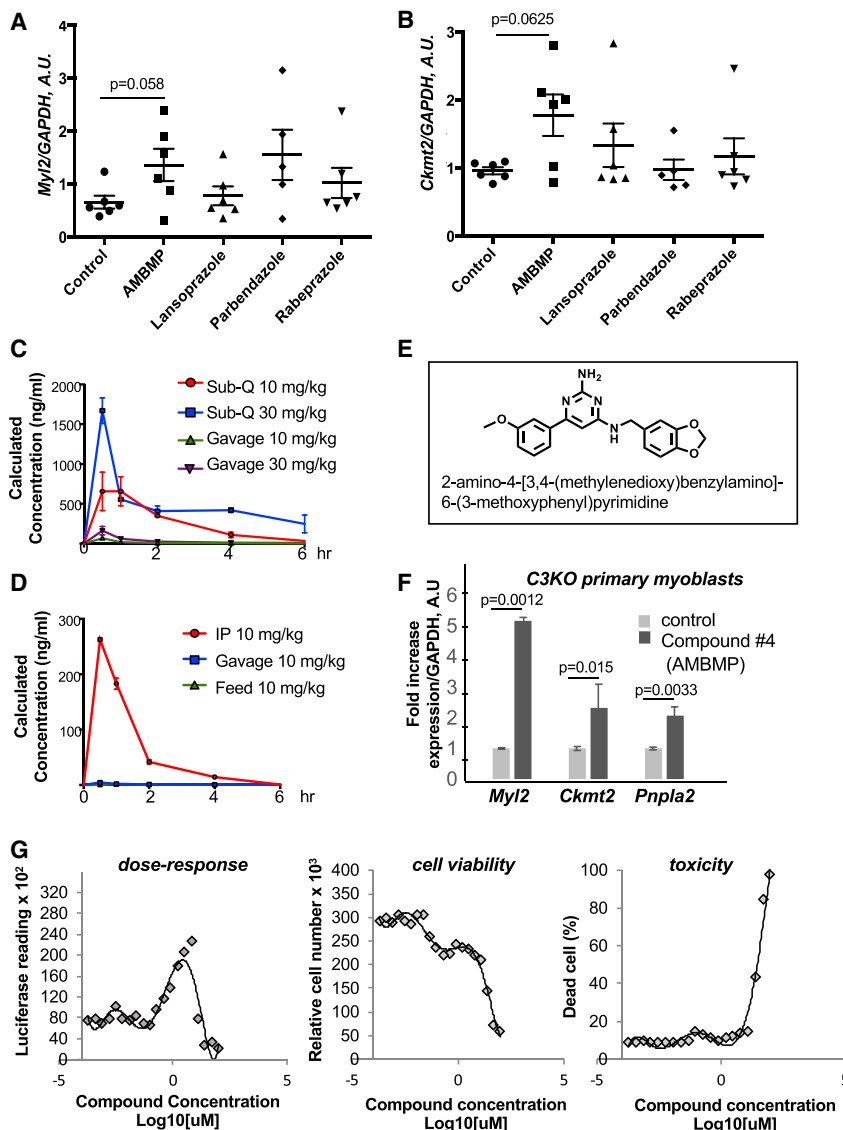 A
Myl2/GAPDH, A.U.
4
3
2
1
0
p=0.058
Control
AMBMP
Lansoprazole
Parbendazole
Rabeprazole
B
Ckmt2/GAPDH, A.U.
3
2
1
0
p=0.0625
Control
AMBMP
Lansoprazole
Parbendazole
Rabeprazole
C
Calculated
Concentration (ng/ml)
2000
1500
1000
500
0 2 4 6 hr
Sub-Q 10 mg/kg
Sub-Q 30 mg/kg
Gavage 10 mg/kg
Gavage 30 mg/kg
E
NH2
N
N
O
NH
O
O
2-amino-4-[3,4-(methylenedioxy)benzylamino]-
6-(3-methoxyphenyl)pyrimidine
D
Calculated
Concentration (ng/ml)
300
200
100
0 2 4 6 hr
IP 10 mg/kg
Gavage 10 mg/kg
Feed 10 mg/kg
F
C3KO primary myoblasts
Fold increase
expression/GAPDH, A.U
6
5
4
3
2
1
0
p=0.0012
p=0.015
p=0.0033
control
Compound #4
(AMBMP)
Myl2 Ckmt2 Pnpla2
G
dose-response
Luciferase reading x 10²
320
280
240
200
160
120
80
40
0
-5 0 5
Compound Concentration
Log10[uM]
cell viability
Relative cell number x 10³
400
350
300
250
200
150
100
50
0
-5 0 5
Compound concentration
Log10[uM]
toxicity
Dead cell (%)
100
80
60
40
20
0
-5 0 5
Compound concentration
Log10[uM]